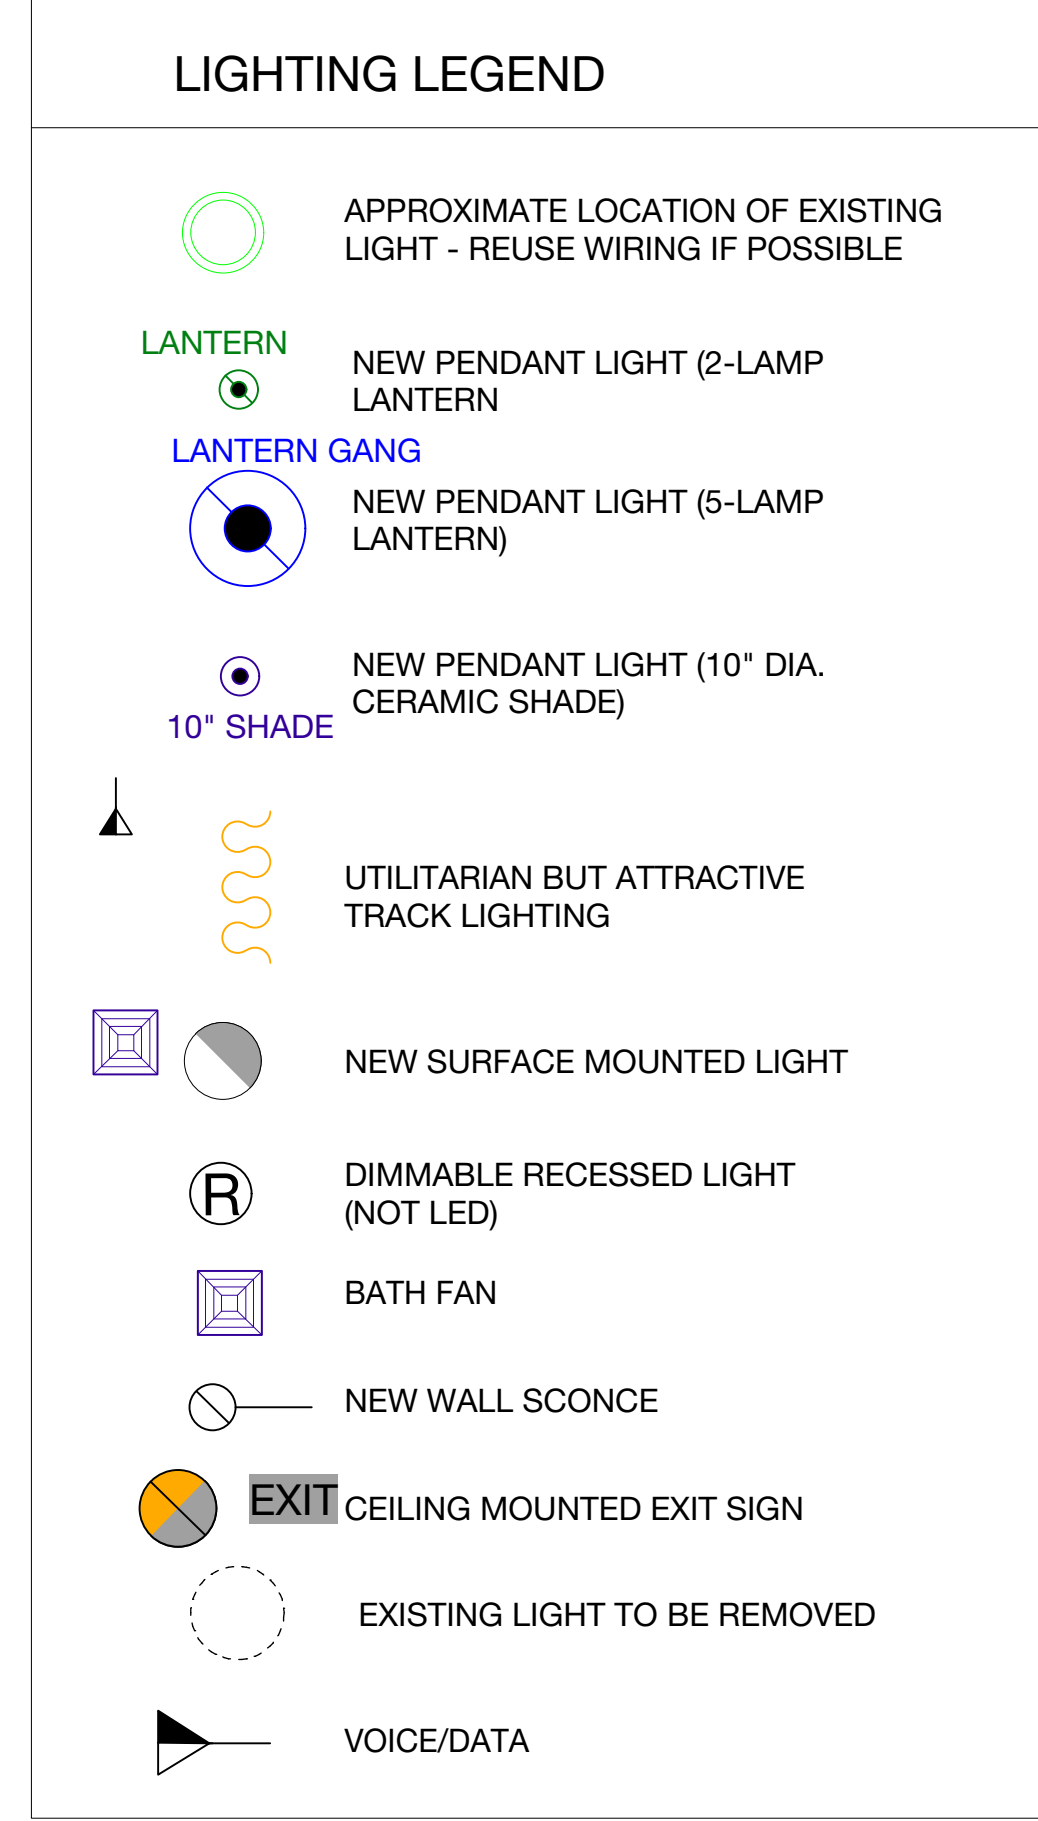 LIGHTING LEGEND
APPROXIMATE LOCATION OF EXISTING
LIGHT - REUSE WIRING IF POSSIBLE
LANTERN
NEW PENDANT LIGHT (2-LAMP
LANTERN
LANTERN GANG
NEW PENDANT LIGHT (5-LAMP
LANTERN)
NEW PENDANT LIGHT (10" DIA.
CERAMIC SHADE)
10" SHADE
UTILITARIAN BUT ATTRACTIVE
TRACK LIGHTING
NEW SURFACE MOUNTED LIGHT
R
DIMMABLE RECESSED LIGHT
(NOT LED)
BATH FAN
NEW WALL SCONCE
EXIT
CEILING MOUNTED EXIT SIGN
EXISTING LIGHT TO BE REMOVED
VOICE/DATA